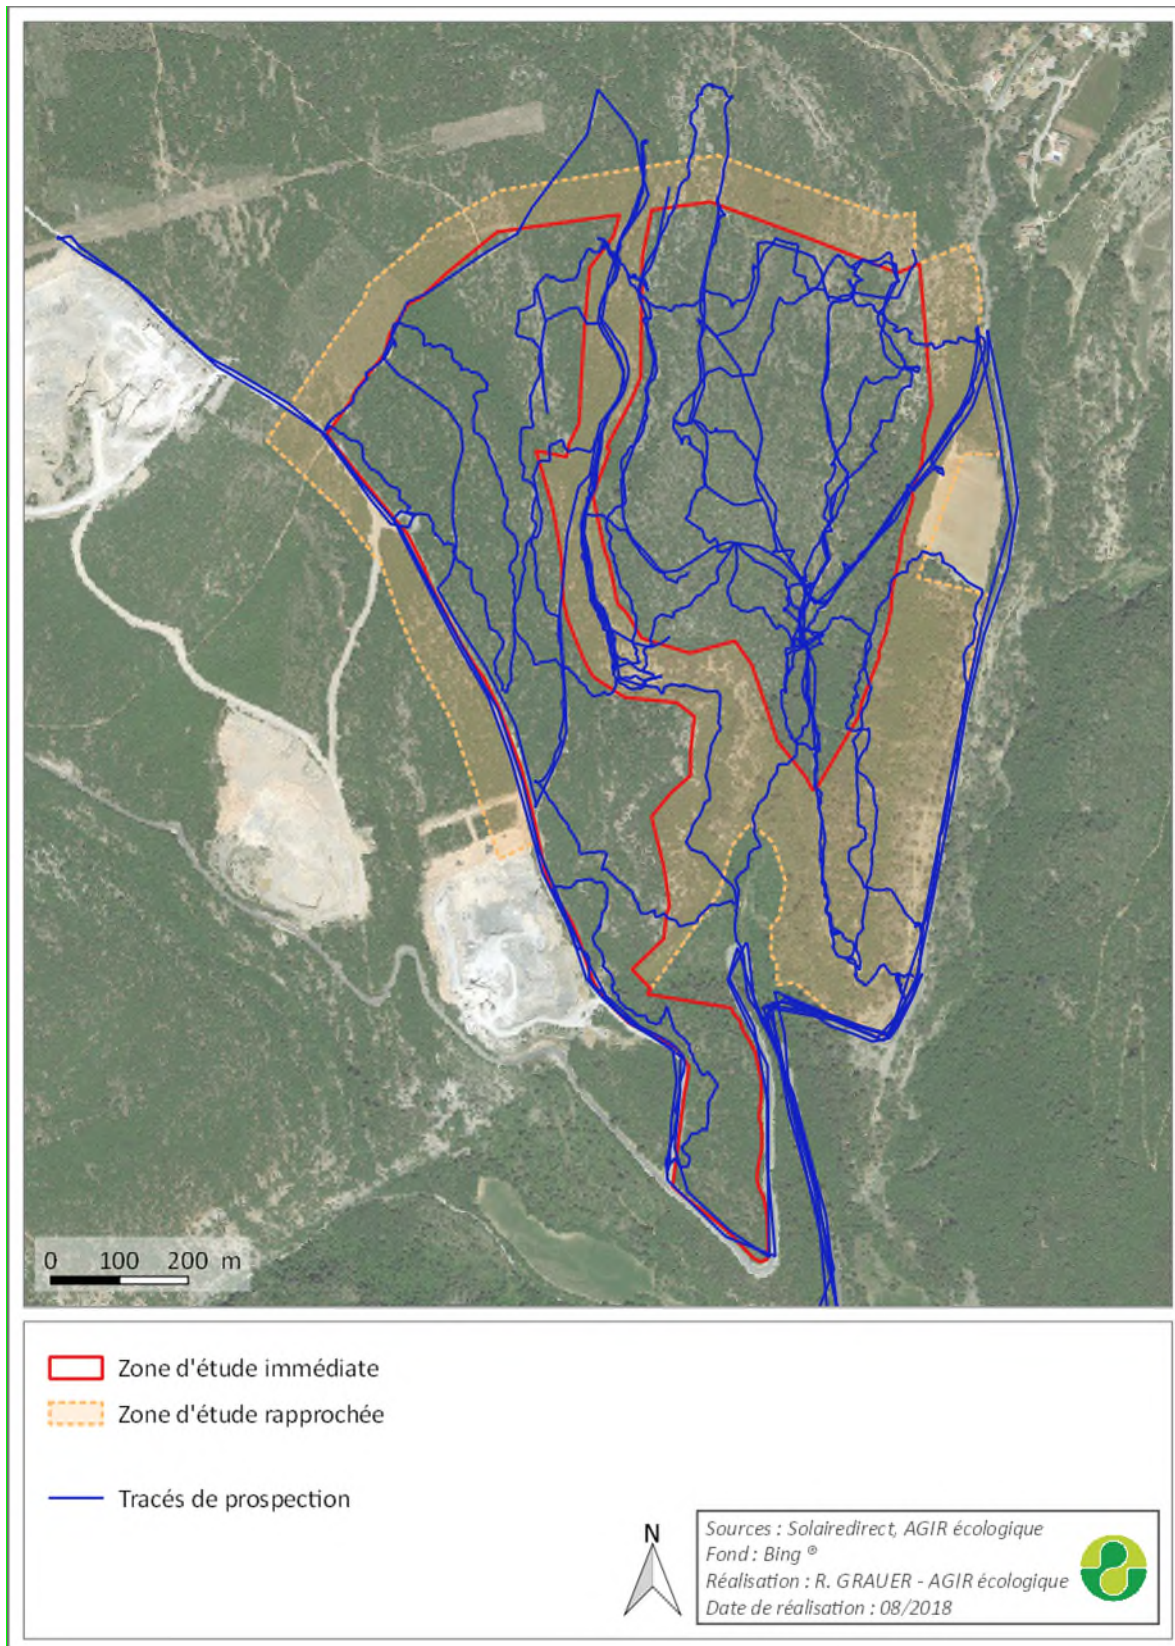 0 100 200 m
Zone d'étude immédiate
Zone d'étude rapprochée
Tracés de prospection
N
Sources : Solairedirect, AGIR écologique
Fond : Bing ®
Réalisation : R. GRAUER - AGIR écologique
Date de réalisation : 08/2018